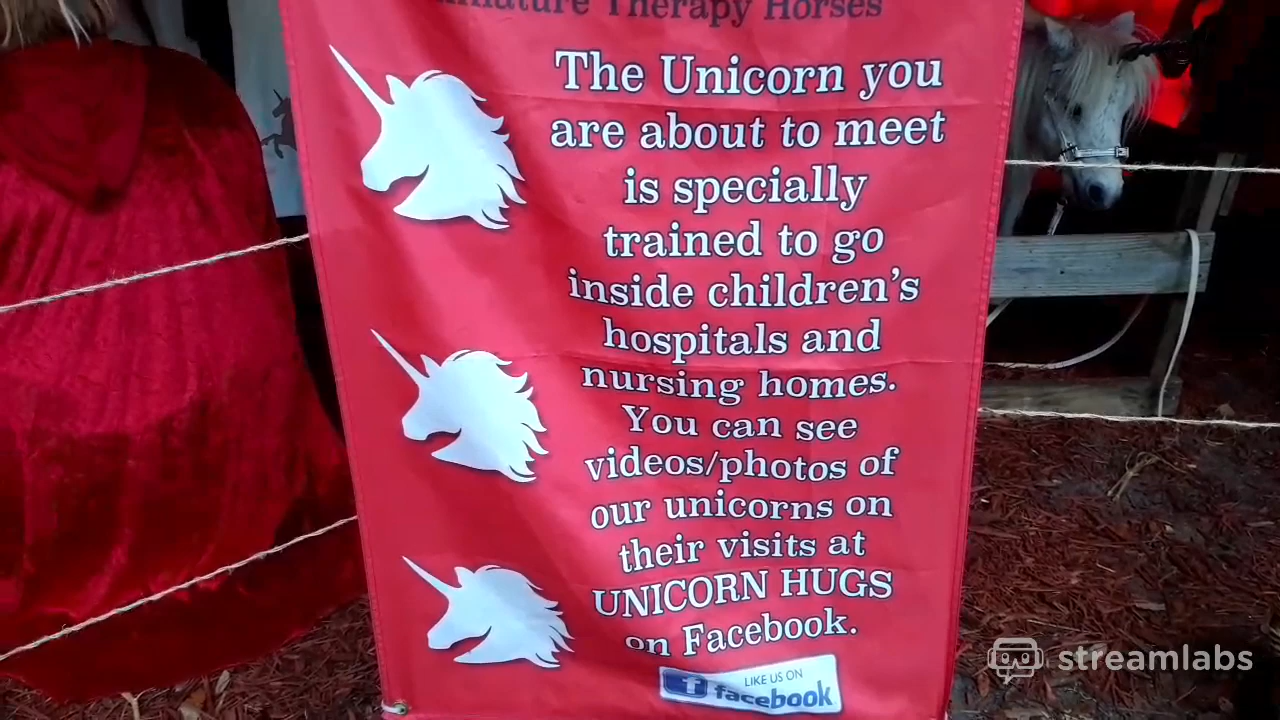 Therapy Horses
The Unicorn you
are about to meet
is specially
trained to go
inside children's
hospitals and
nursing homes.
You can see
videos/photos of
our unicorns on
their visits at
UNICORN HUGS
on Facebook.
LIKE US ON
facebook
streamlabs